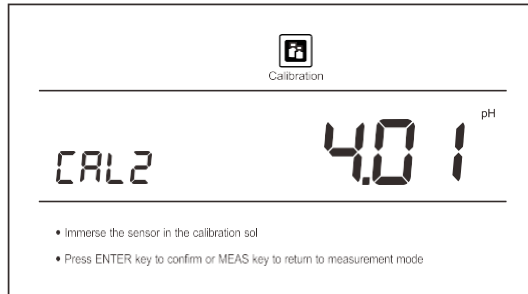 Calibration
pH
CAL2 4.01
• Immerse the sensor in the calibration sol
• Press ENTER key to confirm or MEAS key to return to measurement mode